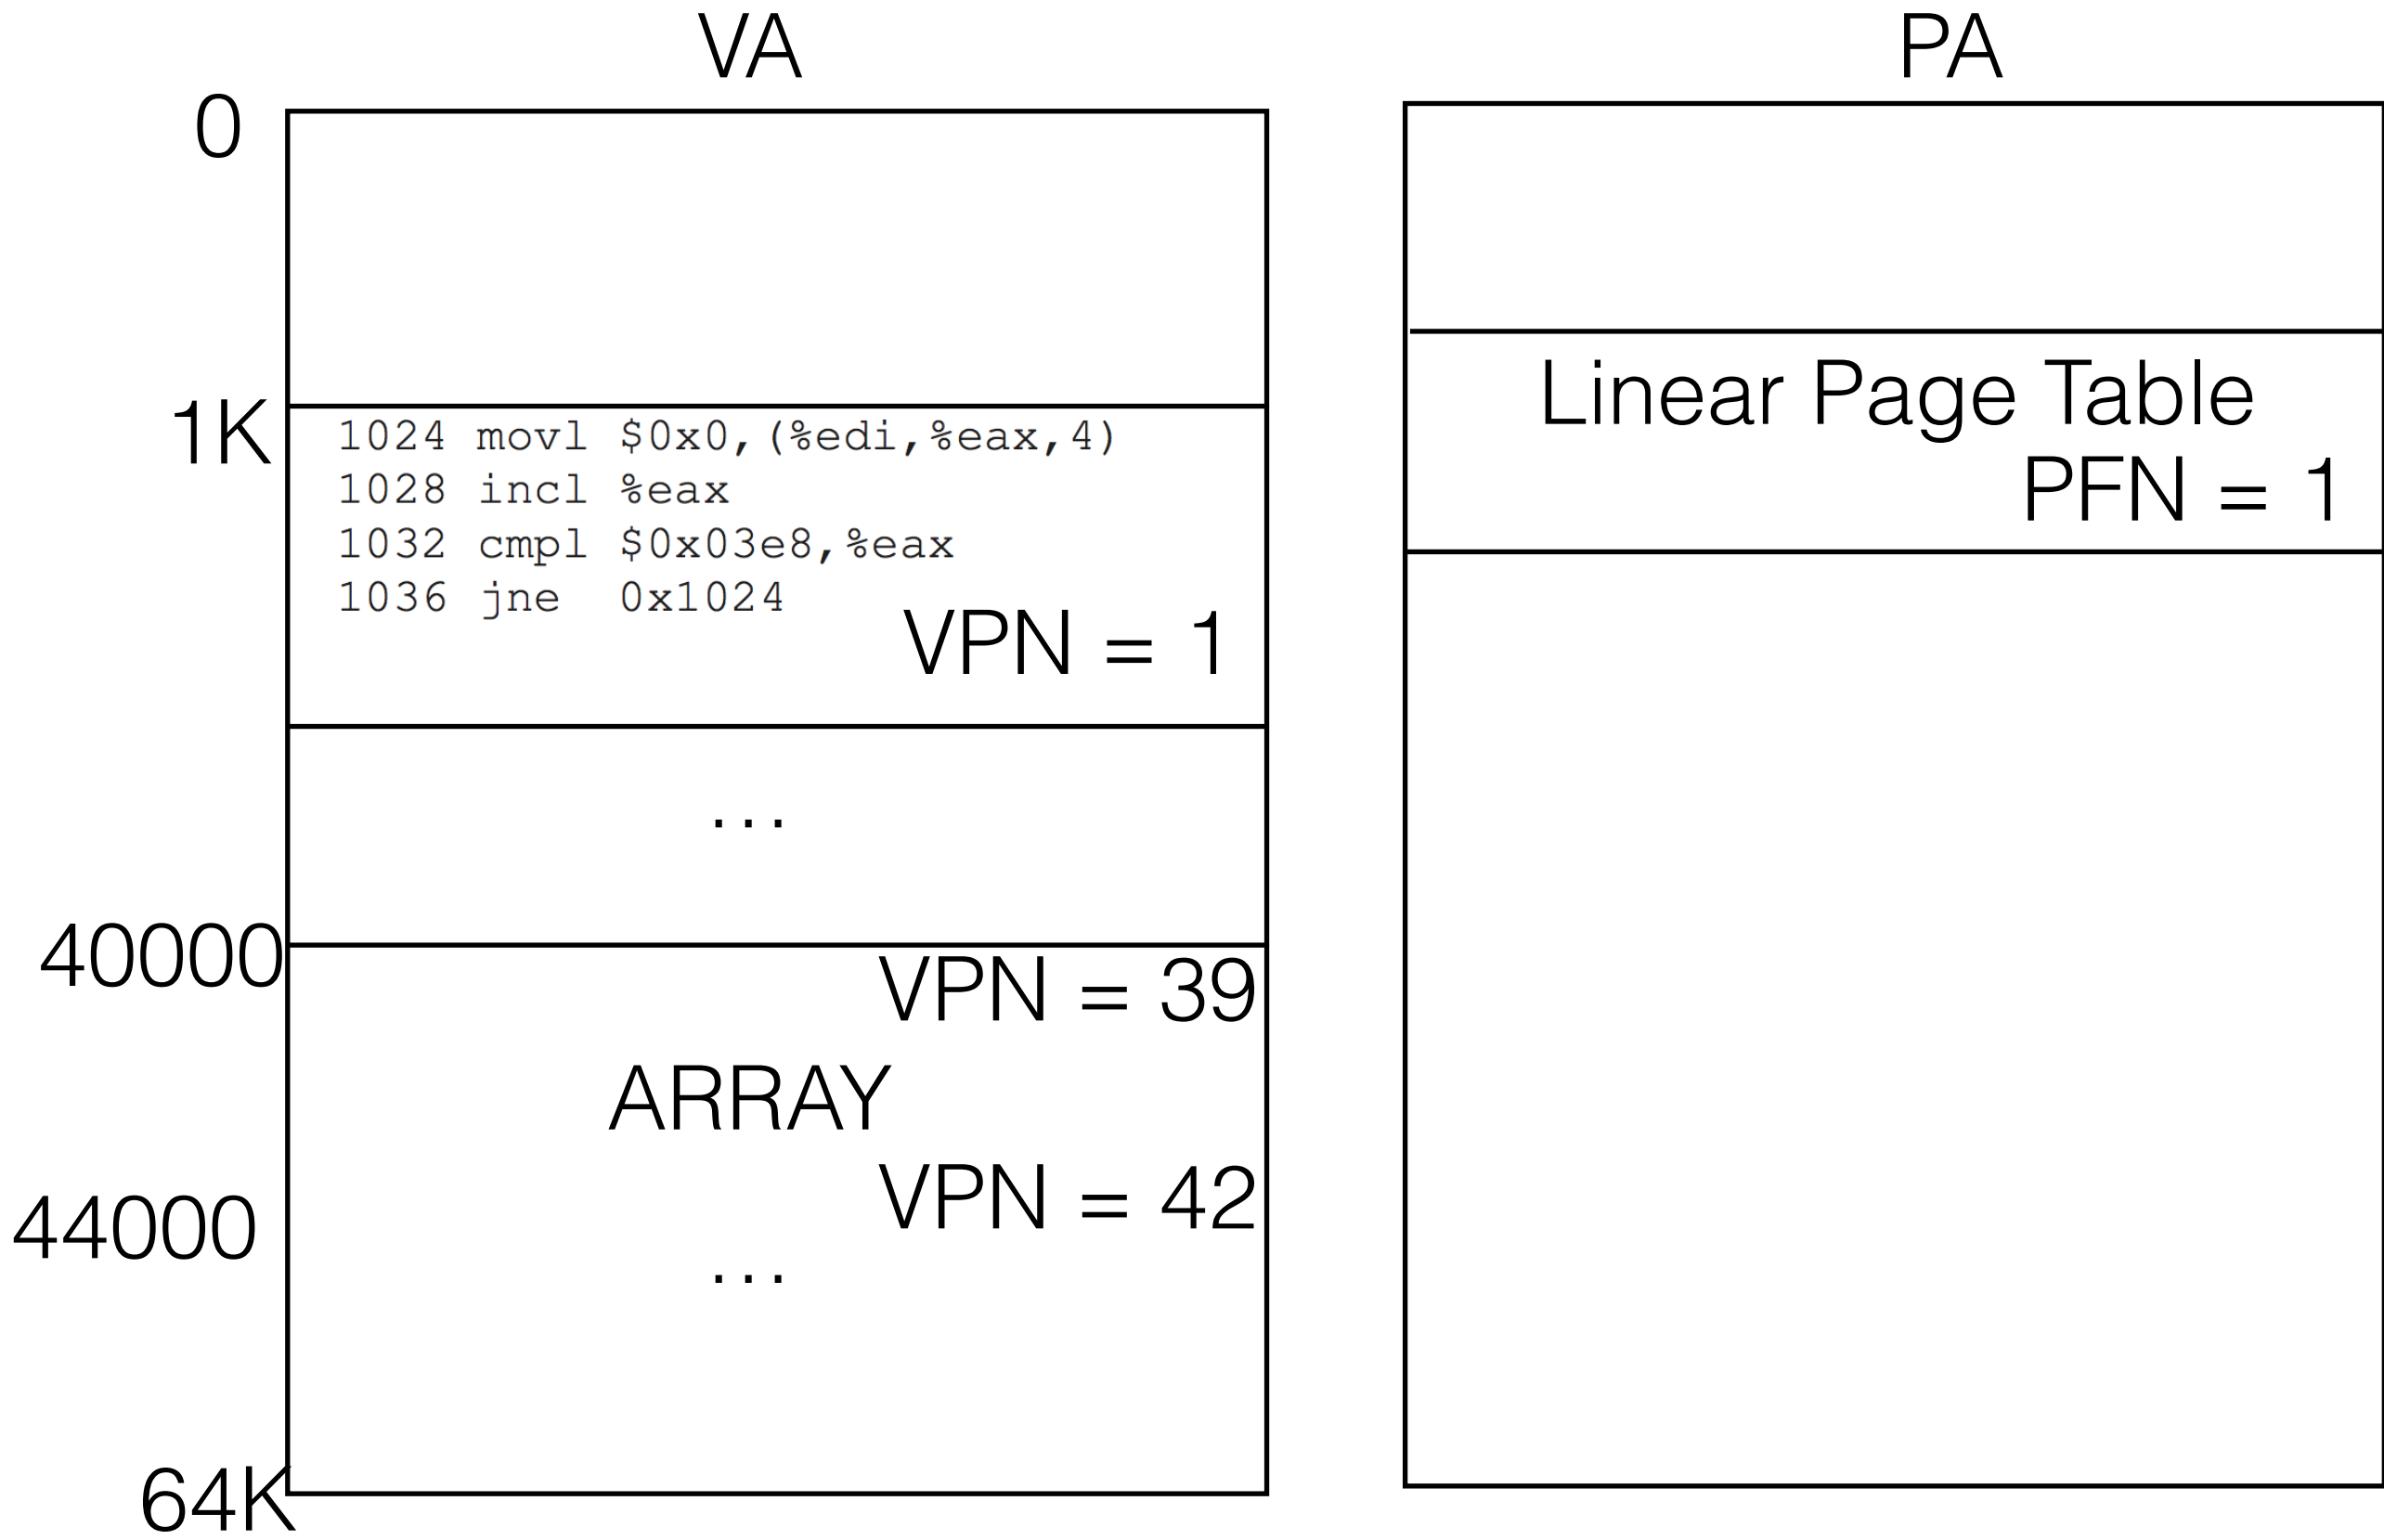 VA
PA
0
1K
1024 movl $0x0,(%edi,%eax,4)
1028 incl %eax
1032 cmpl $0x03e8,%eax
1036 jne 0x1024
VPN = 1
...
40000
VPN = 39
ARRAY
VPN = 42
44000
...
64K
Linear Page Table
PFN = 1